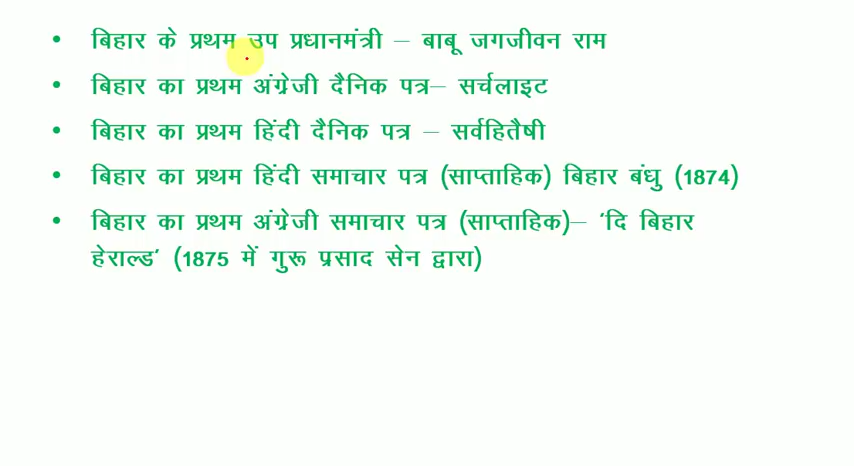 • बिहार के प्रथम उप प्रधानमंत्री – बाबू जगजीवन राम
• बिहार का प्रथम अंग्रेजी दैनिक पत्र– सर्चलाइट
• बिहार का प्रथम हिंदी दैनिक पत्र – सर्वहितैषी
• बिहार का प्रथम हिंदी समाचार पत्र (साप्ताहिक) बिहार बंधु (1874)
• बिहार का प्रथम अंग्रेजी समाचार पत्र (साप्ताहिक)– 'दि बिहार
हेराल्ड' (1875 में गुरू प्रसाद सेन द्वारा)